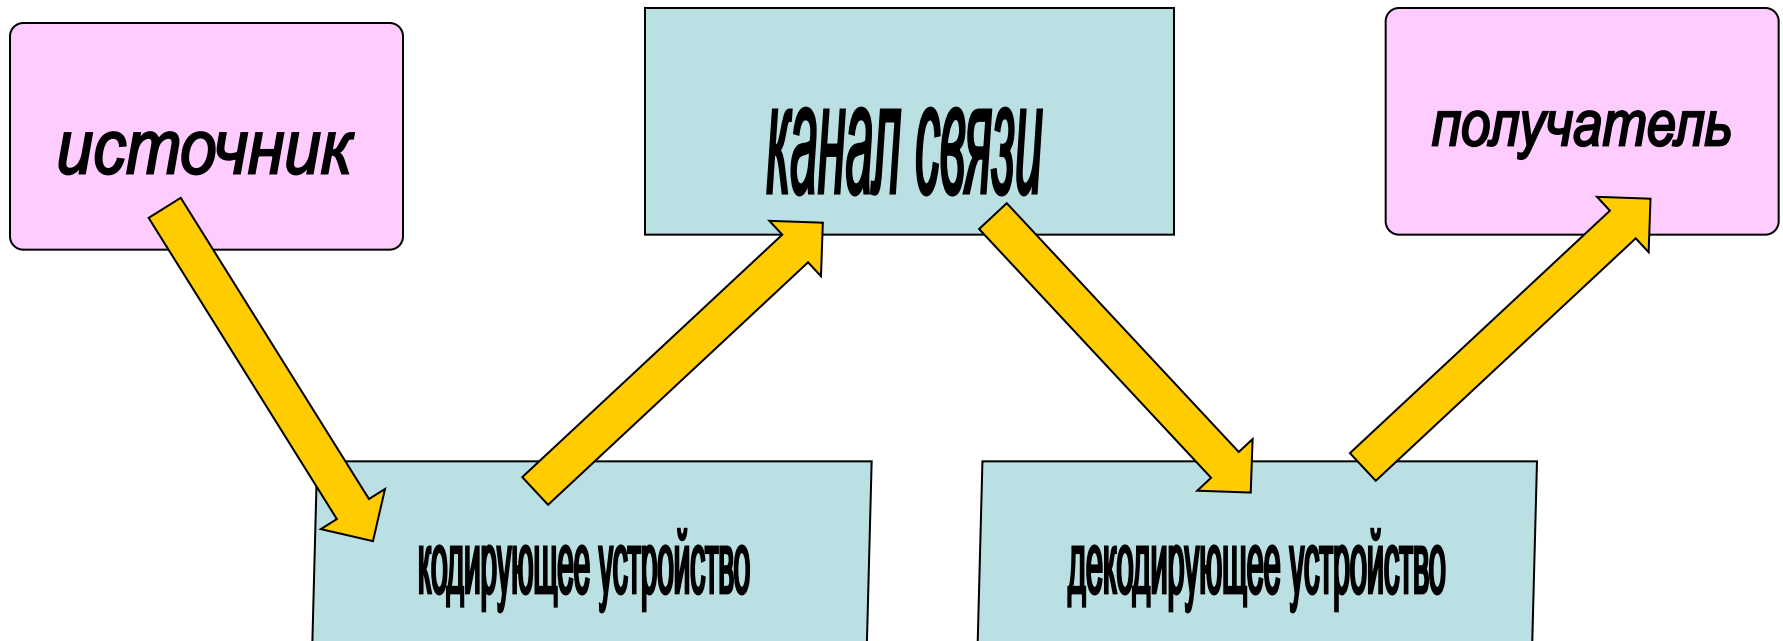 источник
канал связи
получатель
кодирующее устройство
декодирующее устройство